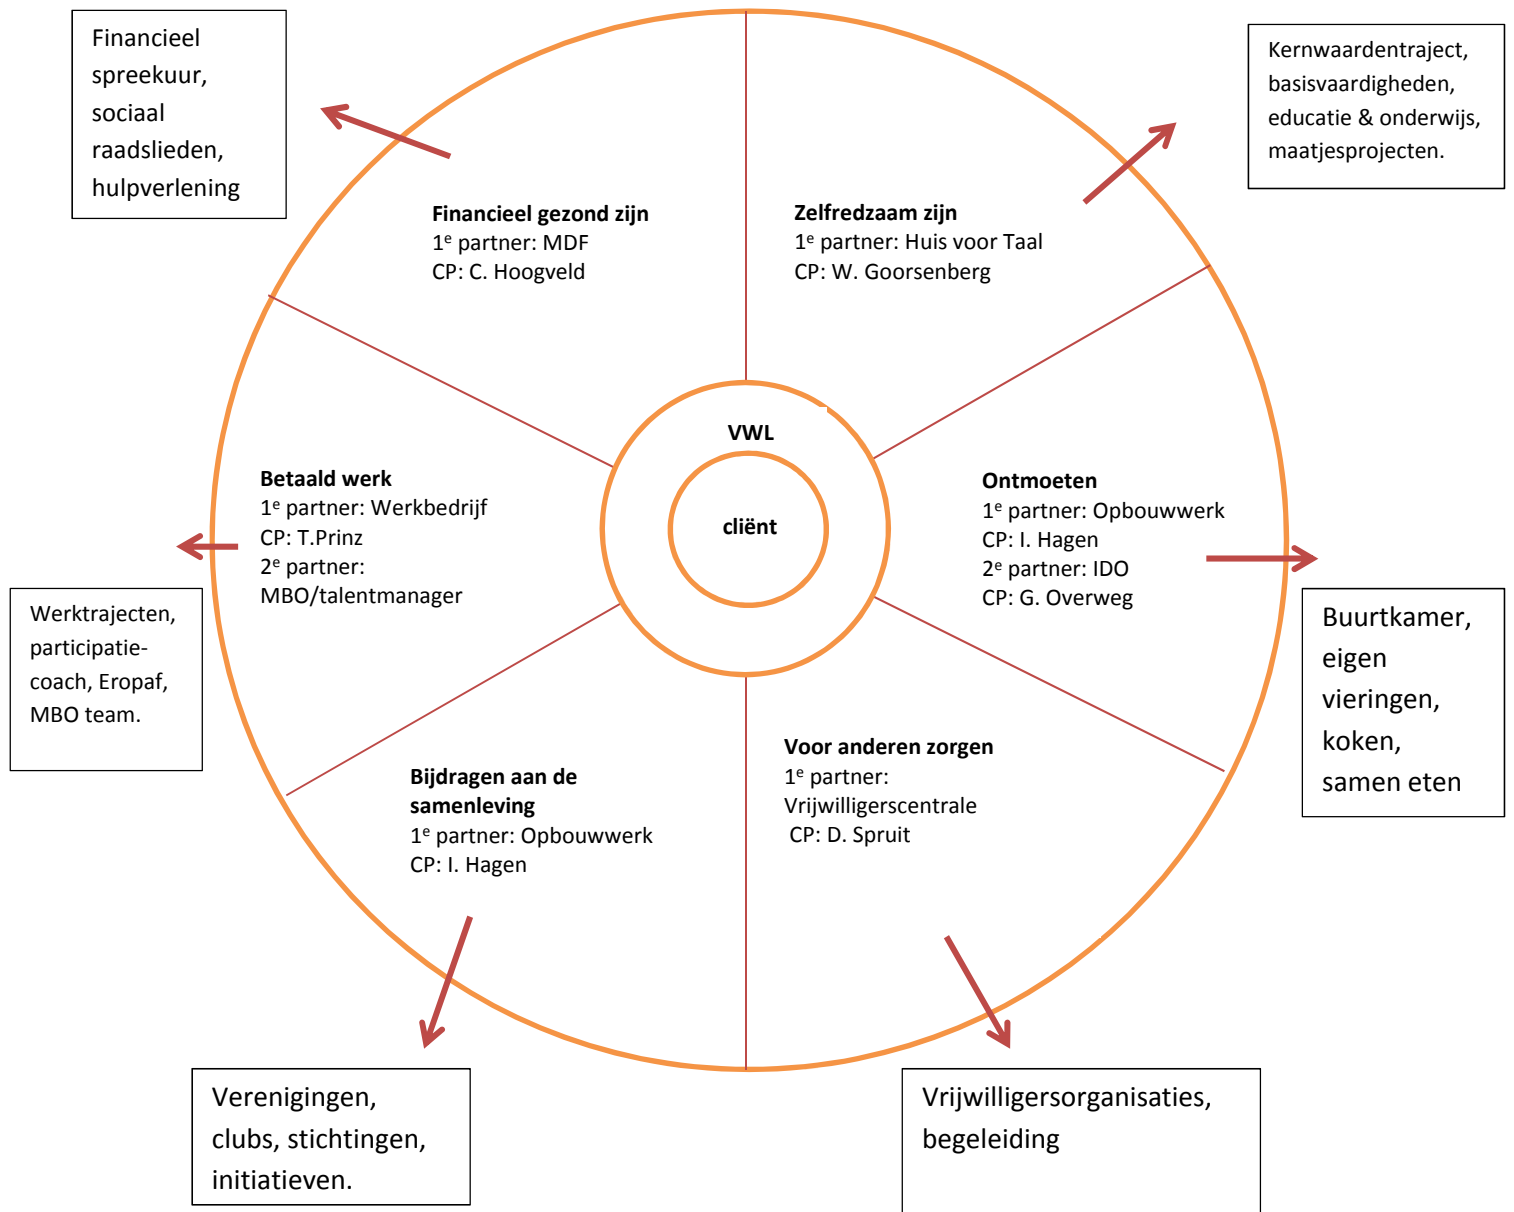 Financieel
spreekuur,
sociaal
raadslieden,
hulpverlening
Kernwaardentraject,
basisvaardigheden,
educatie & onderwijs,
maatjesprojecten.
Financieel gezond zijn
1e partner: MDF
CP: C. Hoogveld
Zelfredzaam zijn
1e partner: Huis voor Taal
CP: W. Goorsenberg
VWL
cliënt
Betaald werk
1e partner: Werkbedrijf
CP: T.Prinz
2e partner:
MBO/talentmanager
Ontmoeten
1e partner: Opbouwwerk
CP: I. Hagen
2e partner: IDO
CP: G. Overweg
Werktrajecten,
participatie-
coach, Eropaf,
MBO team.
Buurtkamer,
eigen
vieringen,
koken,
samen eten
Bijdragen aan de
samenleving
1e partner: Opbouwwerk
CP: I. Hagen
Voor anderen zorgen
1e partner:
Vrijwilligerscentrale
CP: D. Spruit
Verenigingen,
clubs, stichtingen,
initiatieven.
Vrijwilligersorganisaties,
begeleiding